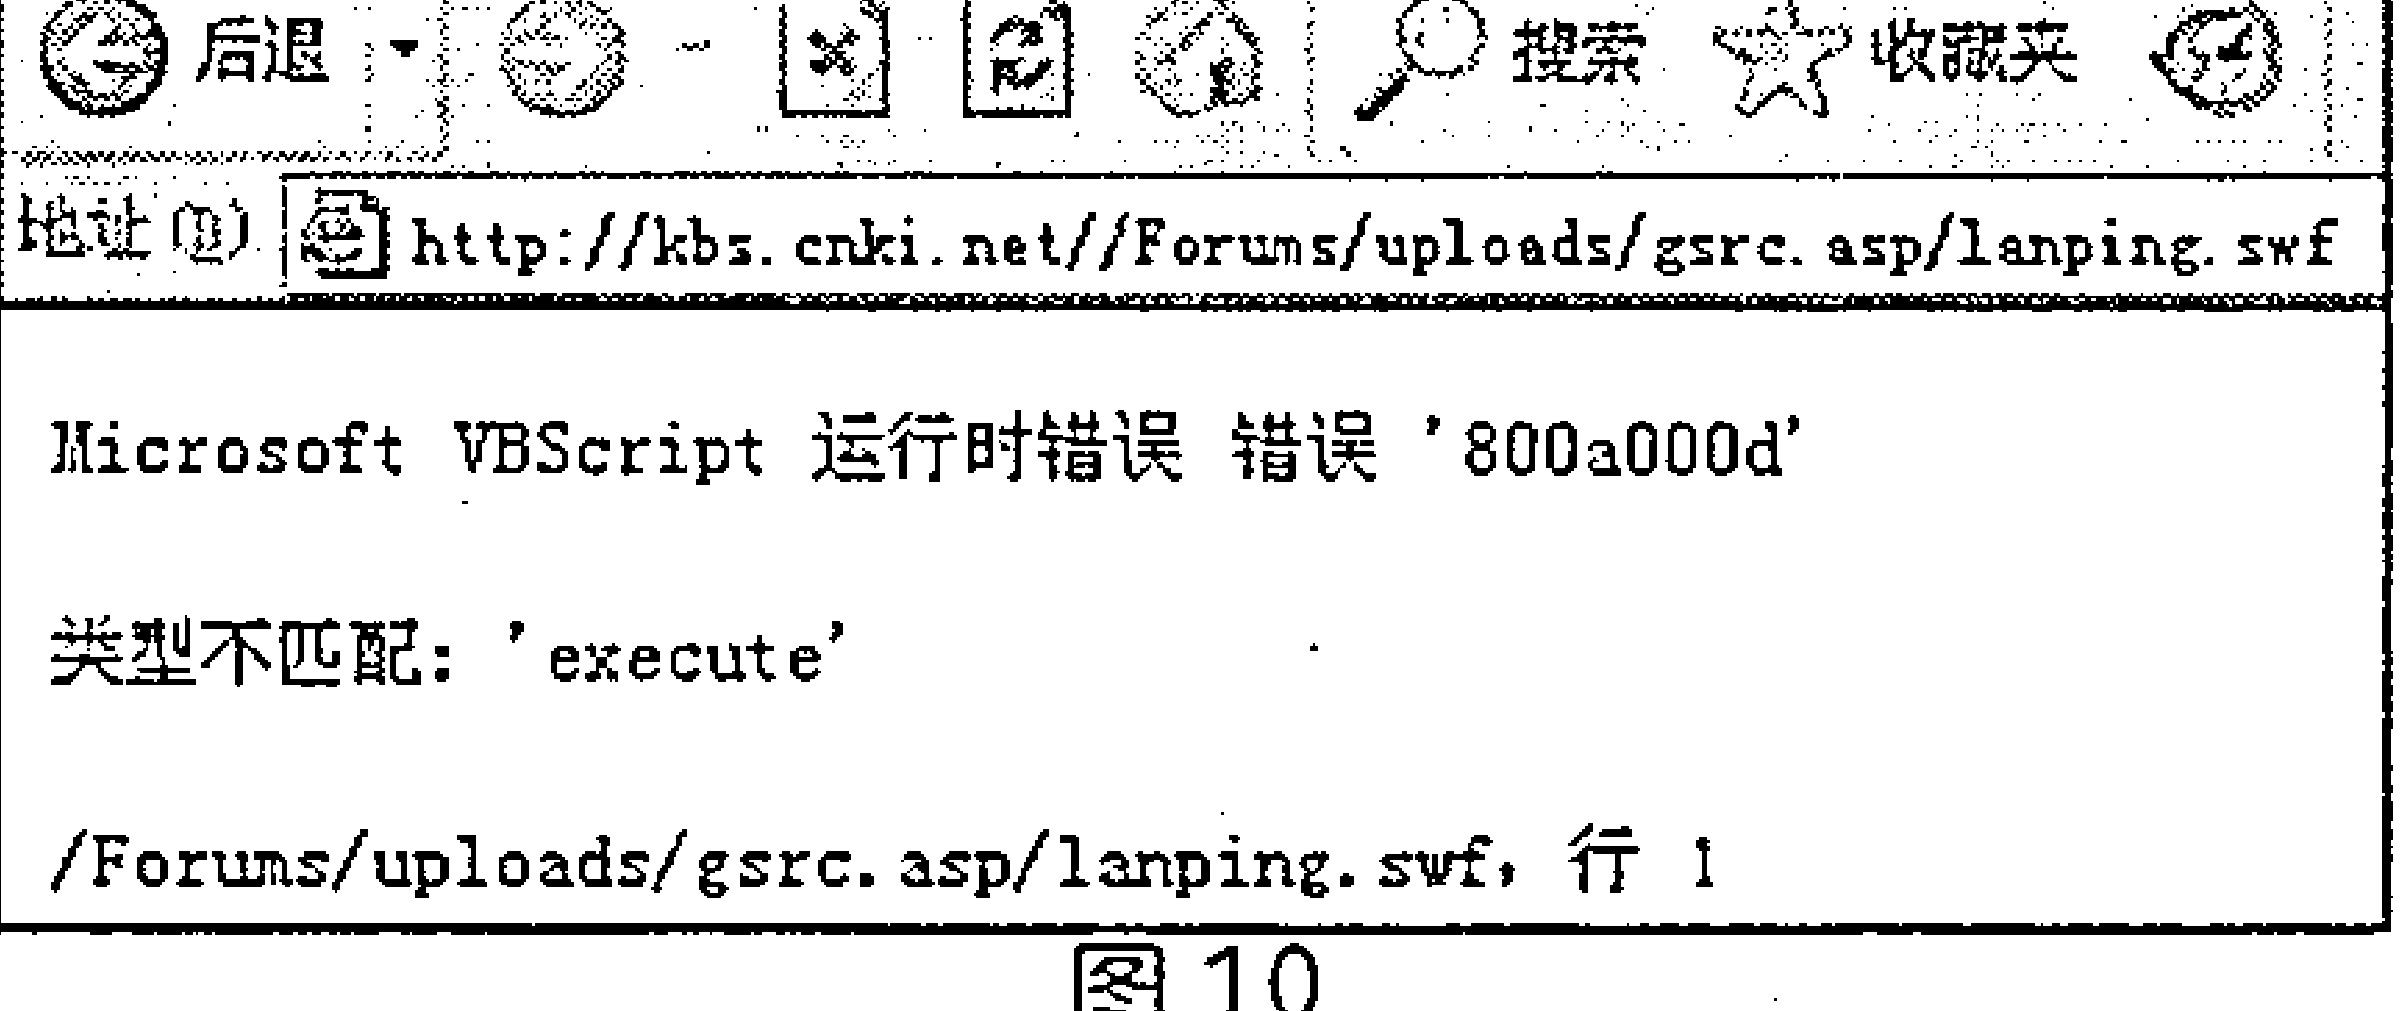 后退 搜索 收藏夹
地址(D) http://kbs.cnki.net//Forums/uploads/gsrc.asp/lanping.swf
Microsoft VBScript 运行时错误 错误 '800a000d'
类型不匹配: 'execute'
/Forums/uploads/gsrc.asp/lanping.swf, 行 1
图 10